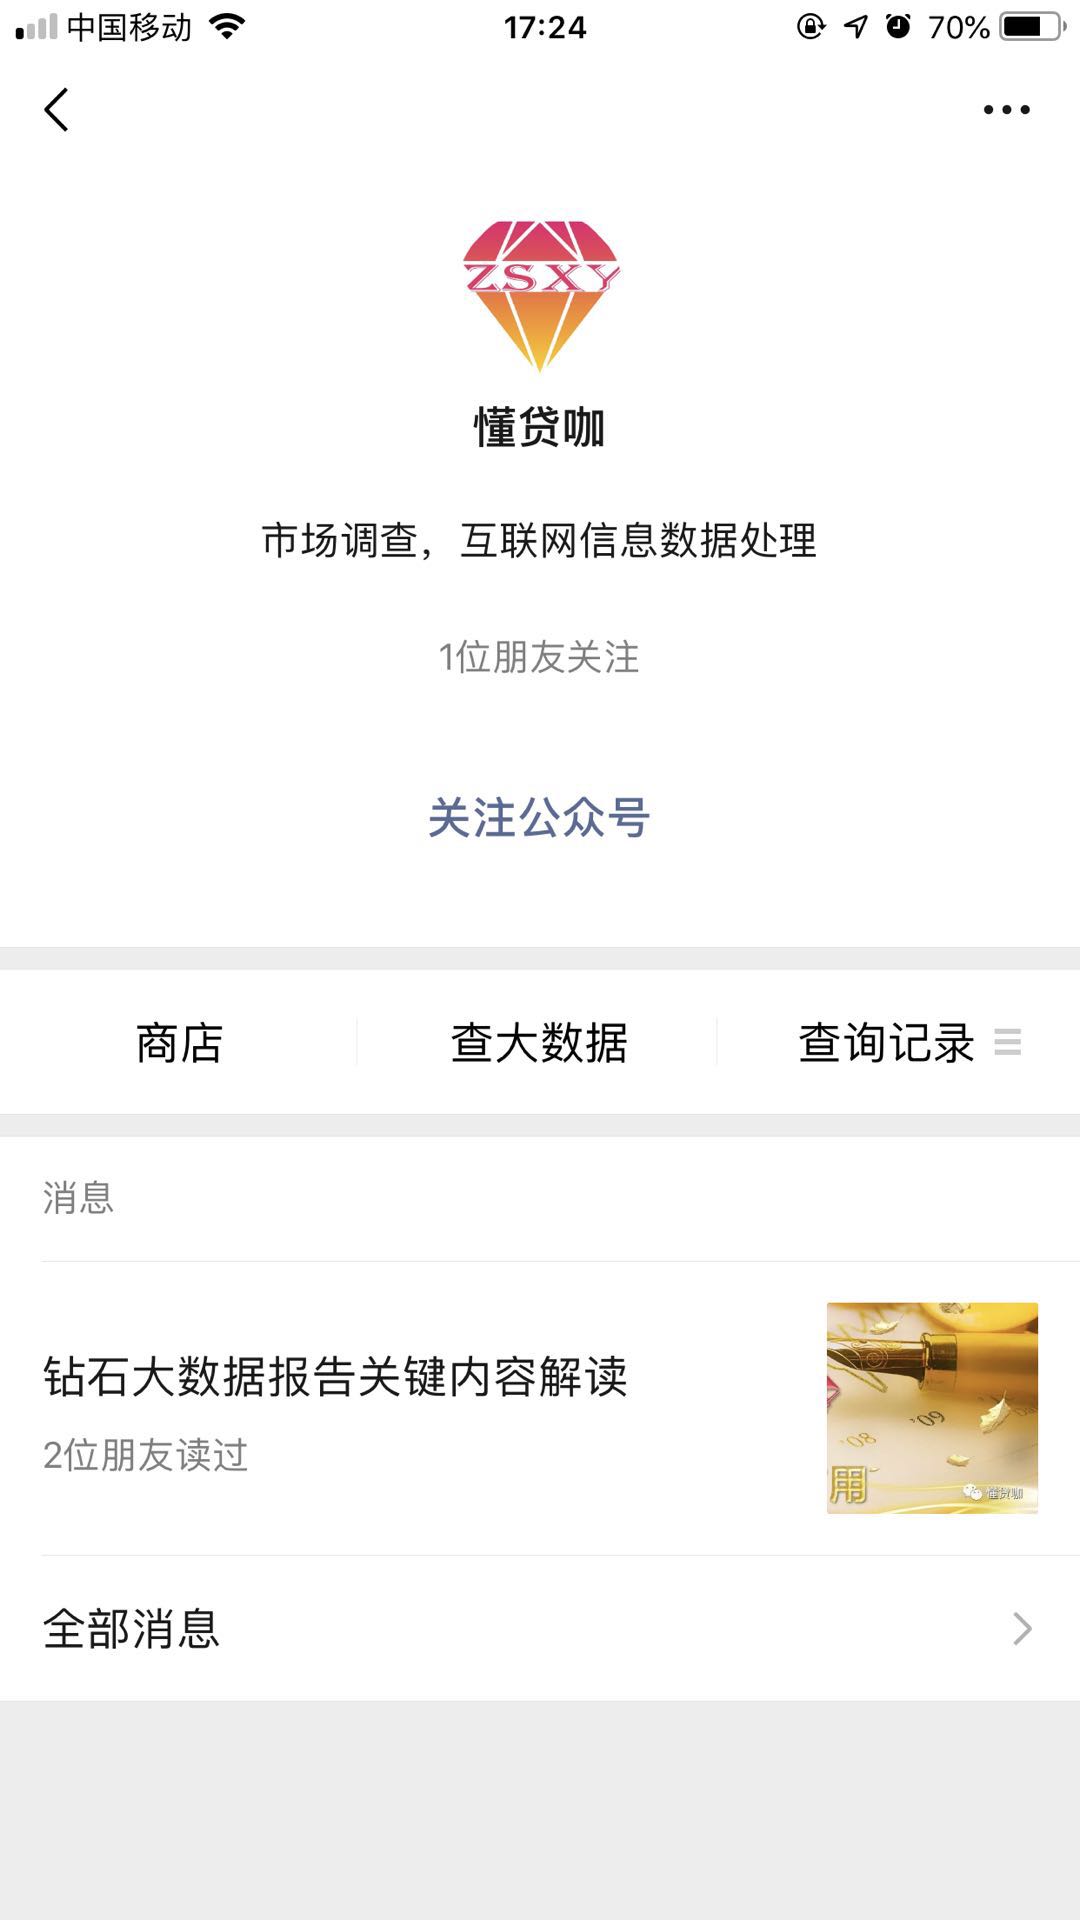 中国移动 17:24 70%
ZSXY
懂贷咖
市场调查，互联网信息数据处理
1位朋友关注
关注公众号
商店 查大数据 查询记录
消息
钻石大数据报告关键内容解读
2位朋友读过
'09
'08
用
懂贷咖
全部消息